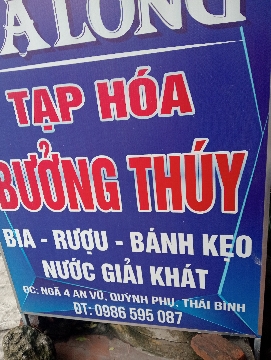 ẠLONG
TẠP HÓA
BƯỞNG THÚY
BIA - RƯỢU - BÁNH KẸO
NƯỚC GIẢI KHÁT
ĐC: NGÃ 4 AN VŨ, QUỲNH PHỤ, THÁI BÌNH
ĐT: 0986 595 087